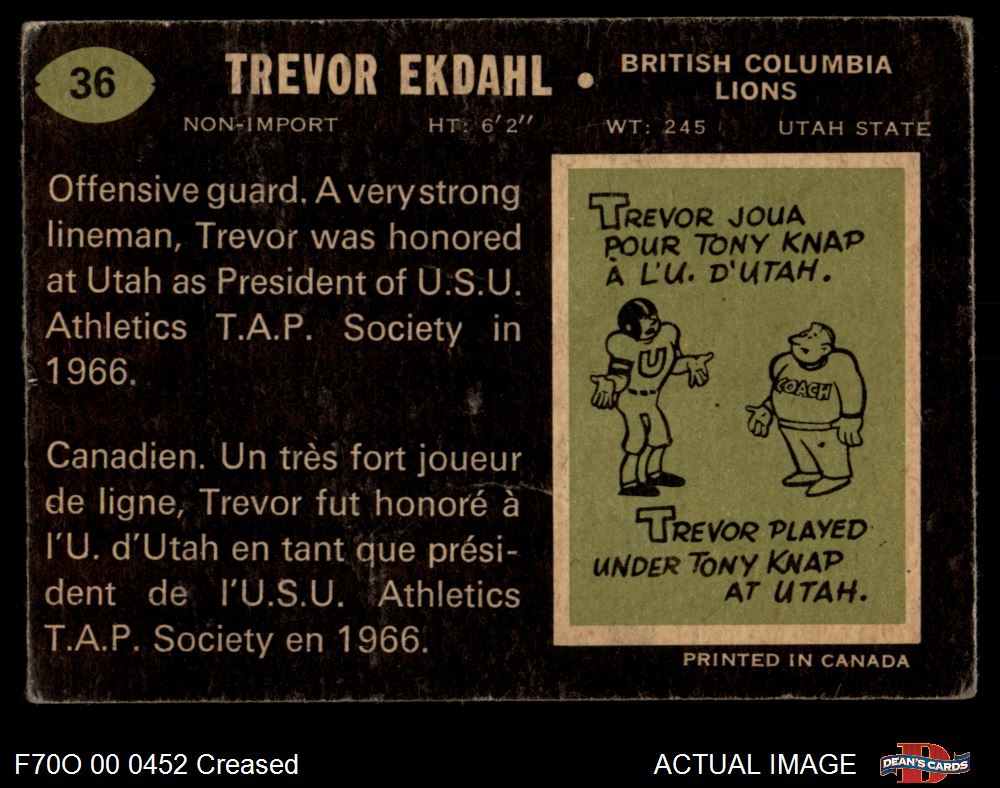 36
TREVOR EKDAHL •
BRITISH COLUMBIA
LIONS
NON-IMPORT HT: 6'2'' WT: 245 UTAH STATE
Offensive guard. A very strong
lineman, Trevor was honored
at Utah as President of U.S.U.
Athletics T.A.P. Society in
1966.
Canadien. Un très fort joueur
de ligne, Trevor fut honoré à
l'U. d'Utah en tant que prési-
dent de l'U.S.U. Athletics
T.A.P. Society en 1966.
TREVOR JOUA
POUR TONY KNAP
À L'U. D'UTAH.
U
COACH
TREVOR PLAYED
UNDER TONY KNAP
AT UTAH.
PRINTED IN CANADA
F70O 00 0452 Creased
ACTUAL IMAGE
D
DEAN'S CARDS